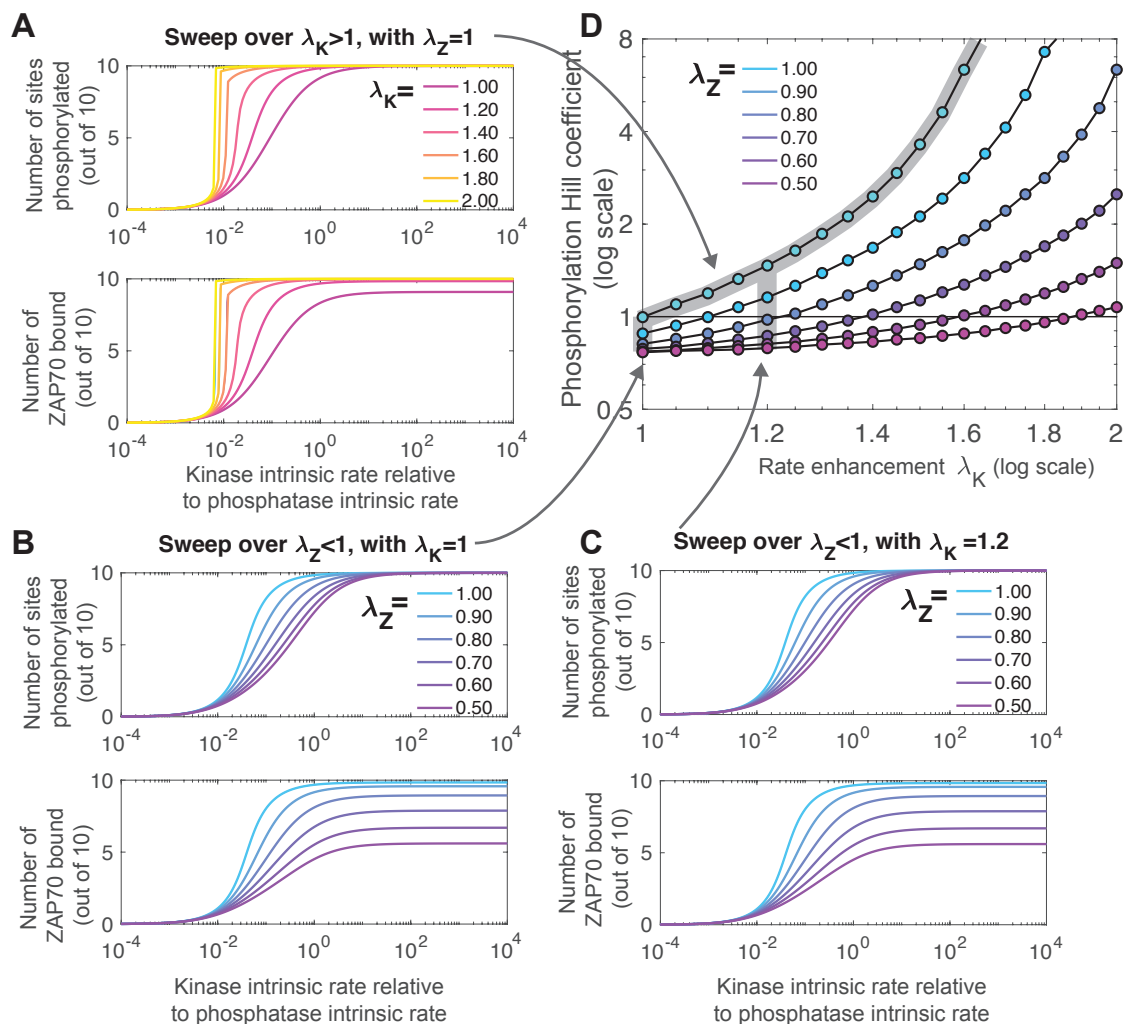 A
Sweep over λK>1, with λZ=1
Number of sites
phosphorylated
(out of 10)
10
5
0
λK=
1.00
1.20
1.40
1.60
1.80
2.00
10-4
10-2
100
102
104
Number of
ZAP70 bound
(out of 10)
10
5
0
10-4
10-2
100
102
104
Kinase intrinsic rate relative
to phosphatase intrinsic rate
D
Phosphorylation Hill coefficient
(log scale)
8
4
2
1
0.5
λZ=
1.00
0.90
0.80
0.70
0.60
0.50
1
1.2
1.4
1.6
1.8
2
Rate enhancement λK (log scale)
B
Sweep over λZ<1, with λK=1
Number of sites
phosphorylated
(out of 10)
10
5
0
λZ=
1.00
0.90
0.80
0.70
0.60
0.50
10-4
10-2
100
102
104
Number of
ZAP70 bound
(out of 10)
10
5
0
10-4
10-2
100
102
104
Kinase intrinsic rate relative
to phosphatase intrinsic rate
C
Sweep over λZ<1, with λK =1.2
Number of sites
phosphorylated
(out of 10)
10
5
0
λZ=
1.00
0.90
0.80
0.70
0.60
0.50
10-4
10-2
100
102
104
Number of
ZAP70 bound
(out of 10)
10
5
0
10-4
10-2
100
102
104
Kinase intrinsic rate relative
to phosphatase intrinsic rate